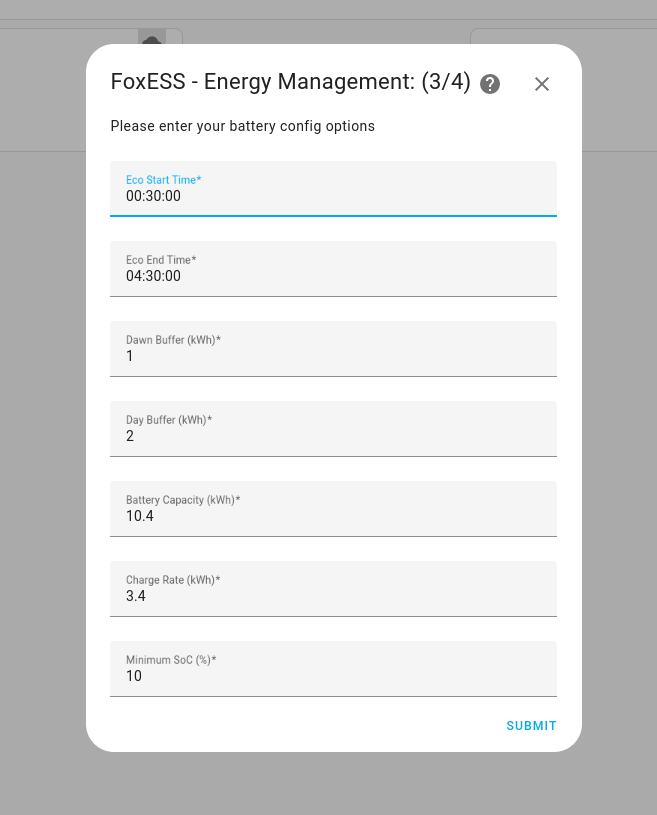 FoxESS - Energy Management: (3/4)
Please enter your battery config options
Eco Start Time*
00:30:00
Eco End Time*
04:30:00
Dawn Buffer (kWh)*
1
Day Buffer (kWh)*
2
Battery Capacity (kWh)*
10.4
Charge Rate (kWh)*
3.4
Minimum SoC (%)*
10
SUBMIT